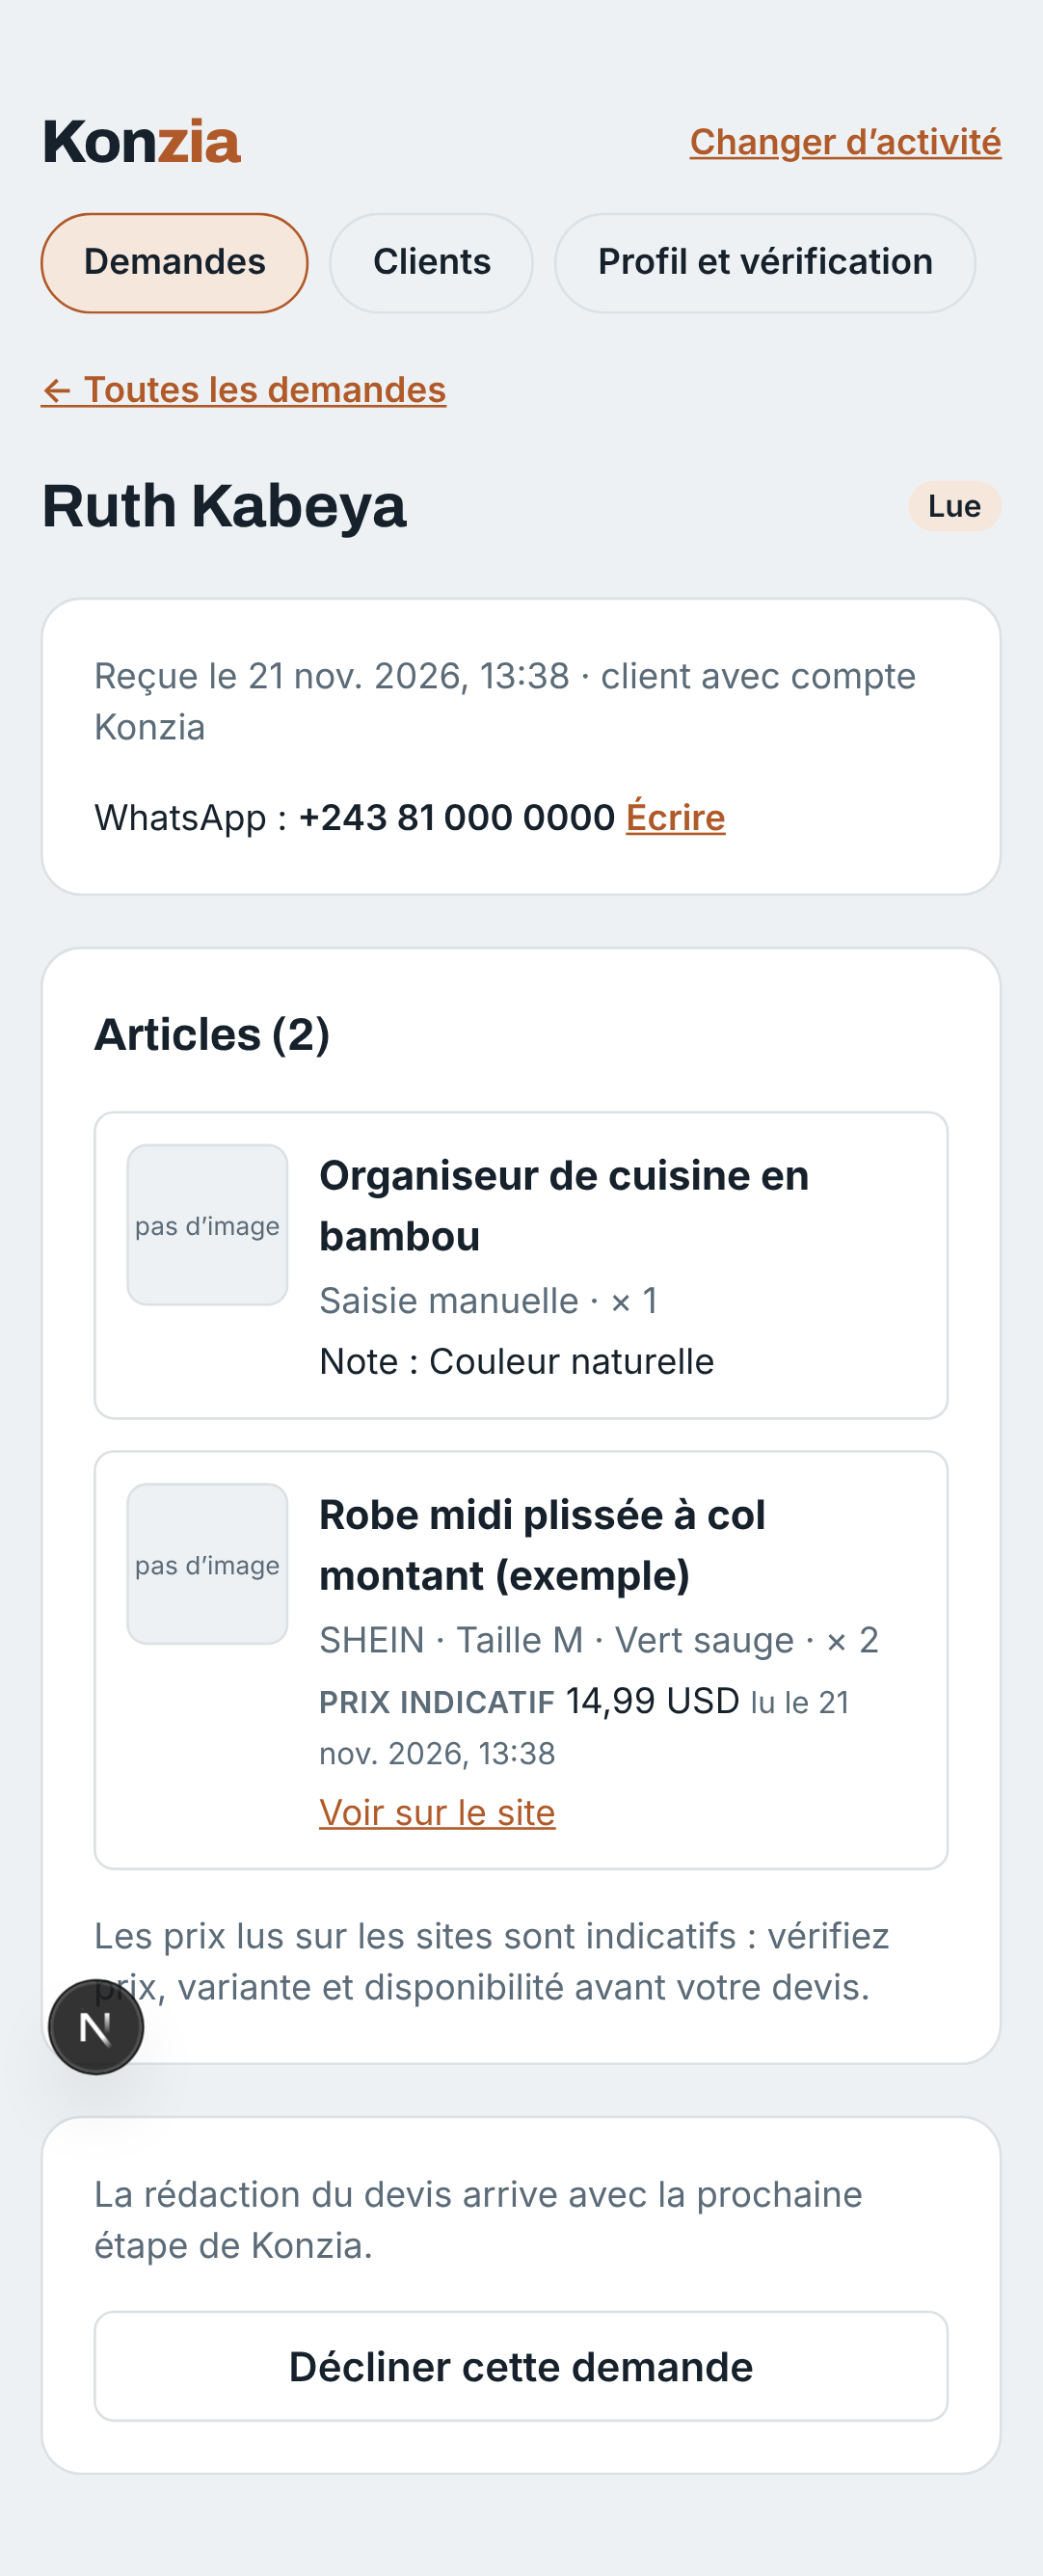 Konzia
Changer d’activité
Demandes
Clients
Profil et vérification
← Toutes les demandes
Ruth Kabeya
Lue
Reçue le 21 nov. 2026, 13:38 · client avec compte
Konzia
WhatsApp : +243 81 000 0000 Écrire
Articles (2)
pas d’image
Organiseur de cuisine en
bambou
Saisie manuelle · × 1
Note : Couleur naturelle
pas d’image
Robe midi plissée à col
montant (exemple)
SHEIN · Taille M · Vert sauge · × 2
PRIX INDICATIF 14,99 USD lu le 21
nov. 2026, 13:38
Voir sur le site
Les prix lus sur les sites sont indicatifs : vérifiez
prix, variante et disponibilité avant votre devis.
N
La rédaction du devis arrive avec la prochaine
étape de Konzia.
Décliner cette demande